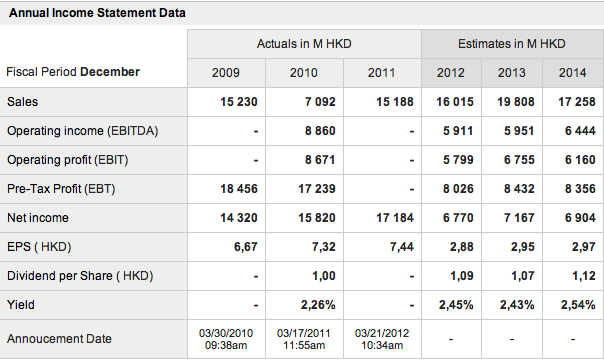 Annual Income Statement Data
Actuals in M HKD Estimates in M HKD
Fiscal Period December 2009 2010 2011 2012 2013 2014
Sales 15 230 7 092 15 188 16 015 19 808 17 258
Operating income (EBITDA) - 8 860 - 5 911 5 951 6 444
Operating profit (EBIT) - 8 671 - 5 799 6 755 6 160
Pre-Tax Profit (EBT) 18 456 17 239 - 8 026 8 432 8 356
Net income 14 320 15 820 17 184 6 770 7 167 6 904
EPS ( HKD) 6,67 7,32 7,44 2,88 2,95 2,97
Dividend per Share ( HKD) - 1,00 - 1,09 1,07 1,12
Yield - 2,26% - 2,45% 2,43% 2,54%
Annoucement Date 03/30/2010 03/17/2011 03/21/2012 - - -
09:38am 11:55am 10:34am